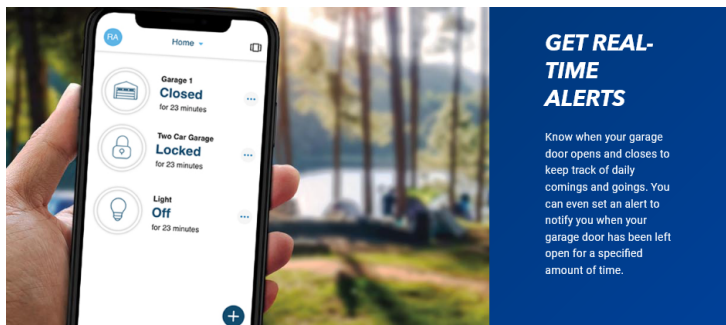 RA
Home
Garage 1
Closed
for 23 minutes
Two Car Garage
Locked
for 23 minutes
Light
Off
for 23 minutes
GET REAL-
TIME
ALERTS
Know when your garage
door opens and closes to
keep track of daily
comings and goings. You
can even set an alert to
notify you when your
garage door has been left
open for a specified
amount of time.